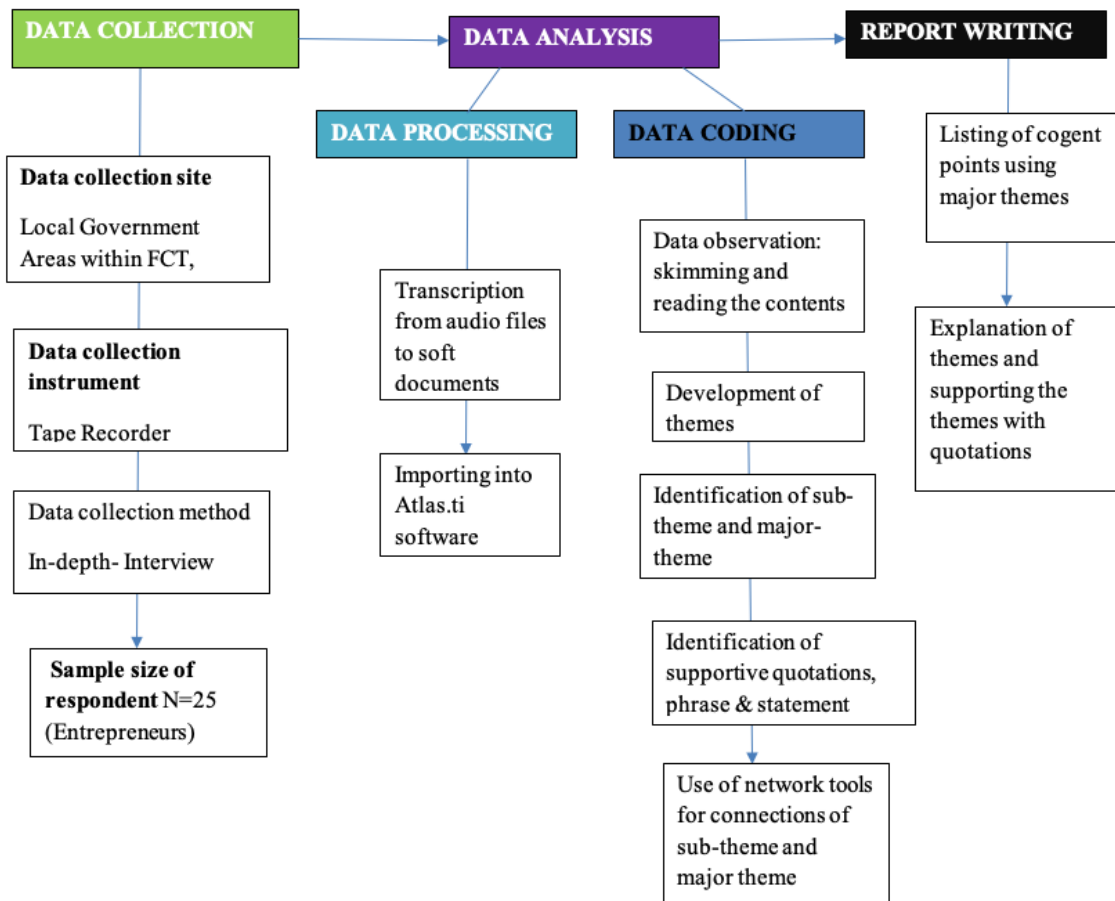 DATA COLLECTION
DATA ANALYSIS
REPORT WRITING
DATA PROCESSING
DATA CODING
Data collection site
Local Government
Areas within FCT,
Data collection
instrument
Tape Recorder
Data collection method
In-depth- Interview
Sample size of
respondent N=25
(Entrepreneurs)
Transcription
from audio files
to soft
documents
Importing into
Atlas.ti
software
Data observation:
skimming and
reading the contents
Development of
themes
Identification of sub-
theme and major-
theme
Identification of
supportive quotations,
phrase & statement
Use of network tools
for connections of
sub-theme and
major theme
Listing of cogent
points using
major themes
Explanation of
themes and
supporting the
themes with
quotations